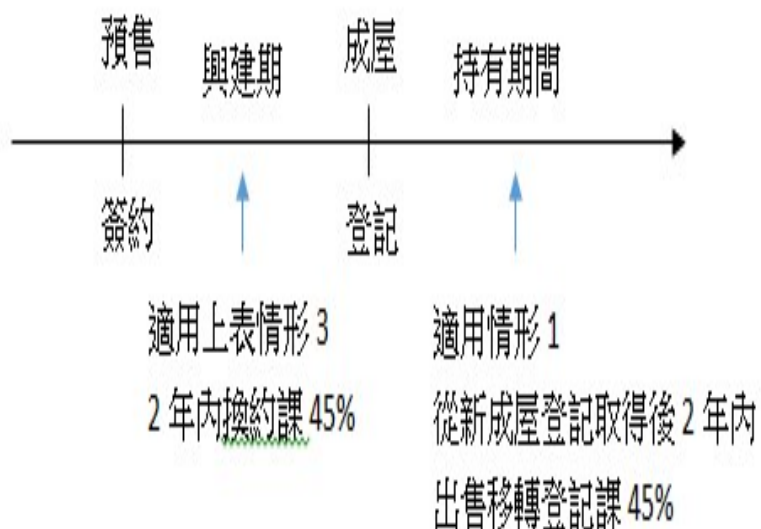 預售
興建期
成屋
持有期間
簽約
登記
適用上表情形 3
2 年內換約課 45%
適用情形 1
從新成屋登記取得後 2 年內
出售移轉登記課 45%